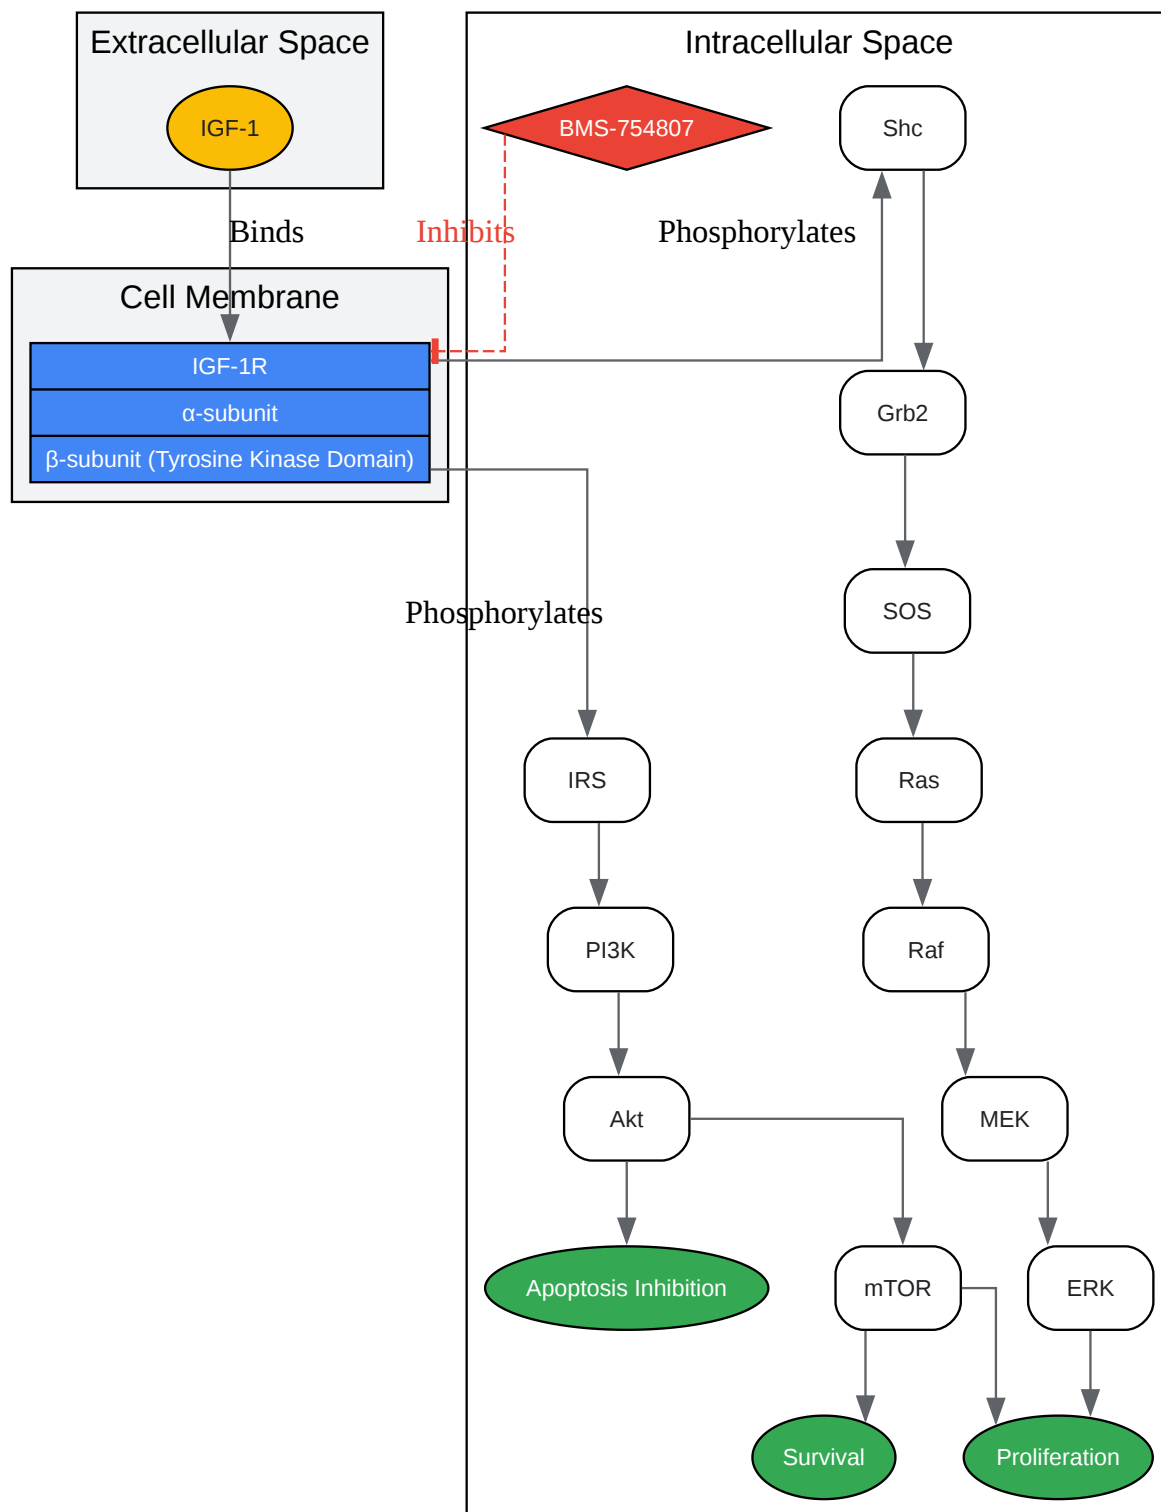 Extracellular Space
Intracellular Space
IGF-1
BMS-754807
Shc
Binds
Inhibits
Phosphorylates
Cell Membrane
IGF-1R
α-subunit
β-subunit (Tyrosine Kinase Domain)
Grb2
SOS
Phosphorylates
IRS
Ras
PI3K
Raf
Akt
MEK
Apoptosis Inhibition
mTOR
ERK
Survival
Proliferation